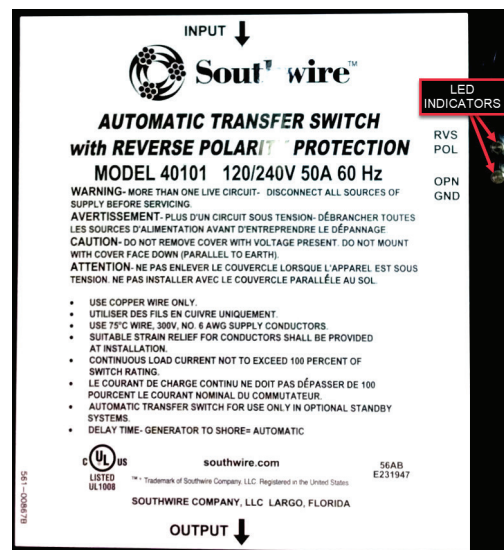 INPUT
Southwire™
LED
INDICATORS
AUTOMATIC TRANSFER SWITCH
with REVERSE POLARITY PROTECTION
RVS
POL
MODEL 40101 120/240V 50A 60 Hz
OPN
GND
WARNING- MORE THAN ONE LIVE CIRCUIT- DISCONNECT ALL SOURCES OF
SUPPLY BEFORE SERVICING.
AVERTISSEMENT- PLUS D'UN CIRCUIT SOUS TENSION- DÉBRANCHER TOUTES
LES SOURCES D'ALIMENTATION AVANT D'ENTREPRENDRE LE DÉPANNAGE
CAUTION- DO NOT REMOVE COVER WITH VOLTAGE PRESENT. DO NOT MOUNT
WITH COVER FACE DOWN (PARALLEL TO EARTH).
ATTENTION- NE PAS ENLEVER LE COUVERCLE LORSQUE L'APPAREIL EST SOUS
TENSION. NE PAS INSTALLER AVEC LE COUVERCLE PARALLÉLE AU SOL.
• USE COPPER WIRE ONLY.
• UTILISER DES FILS EN CUIVRE UNIQUEMENT.
• USE 75°C WIRE, 300V, NO. 6 AWG SUPPLY CONDUCTORS.
• SUITABLE STRAIN RELIEF FOR CONDUCTORS SHALL BE PROVIDED
AT INSTALLATION.
• CONTINUOUS LOAD CURRENT NOT TO EXCEED 100 PERCENT OF
SWITCH RATING.
• LE COURANT DE CHARGE CONTINU NE DOIT PAS DÉPASSER DE 100
POURCENT LE COURANT NOMINAL DU COMMUTATEUR.
• AUTOMATIC TRANSFER SWITCH FOR USE ONLY IN OPTIONAL STANDBY
SYSTEMS.
• DELAY TIME- GENERATOR TO SHORE= AUTOMATIC
C UL US
LISTED
UL1008
southwire.com
56AB
E231947
™ - Trademark of Southwire Company, LLC Registered in the United States
SOUTHWIRE COMPANY, LLC LARGO, FLORIDA
561-00867B
OUTPUT